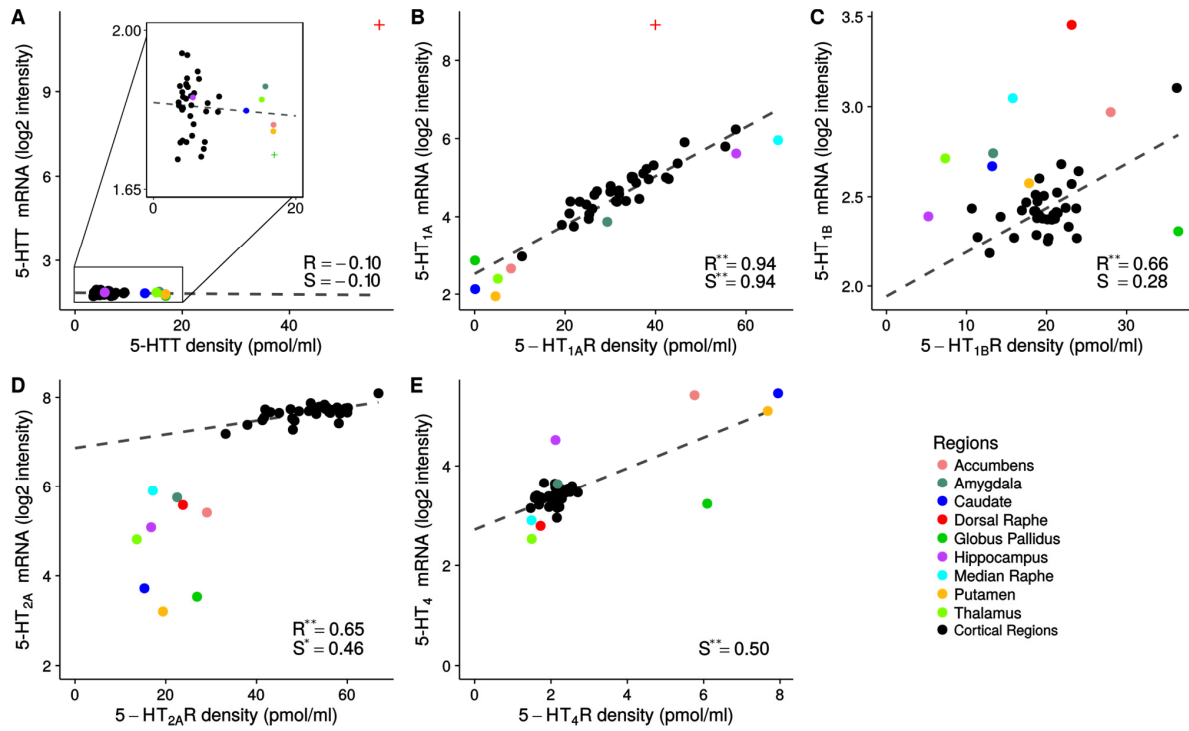 A
5-HTT mRNA (log2 intensity)
9
6
3
2.00
1.65
0
20
R = −0.10
S = −0.10
0
20
40
5-HTT density (pmol/ml)
B
5-HT1A mRNA (log2 intensity)
8
6
4
2
R** = 0.94
S** = 0.94
0
20
40
60
5 − HT1AR density (pmol/ml)
C
5-HT1B mRNA (log2 intensity)
3.5
3.0
2.5
2.0
R** = 0.66
S = 0.28
0
10
20
30
5 − HT1BR density (pmol/ml)
D
5-HT2A mRNA (log2 intensity)
8
6
4
2
R** = 0.65
S* = 0.46
0
20
40
60
5 − HT2AR density (pmol/ml)
E
5-HT4 mRNA (log2 intensity)
4
2
0
S** = 0.50
0
2
4
6
8
5 − HT4R density (pmol/ml)
Regions
Accumbens
Amygdala
Caudate
Dorsal Raphe
Globus Pallidus
Hippocampus
Median Raphe
Putamen
Thalamus
Cortical Regions